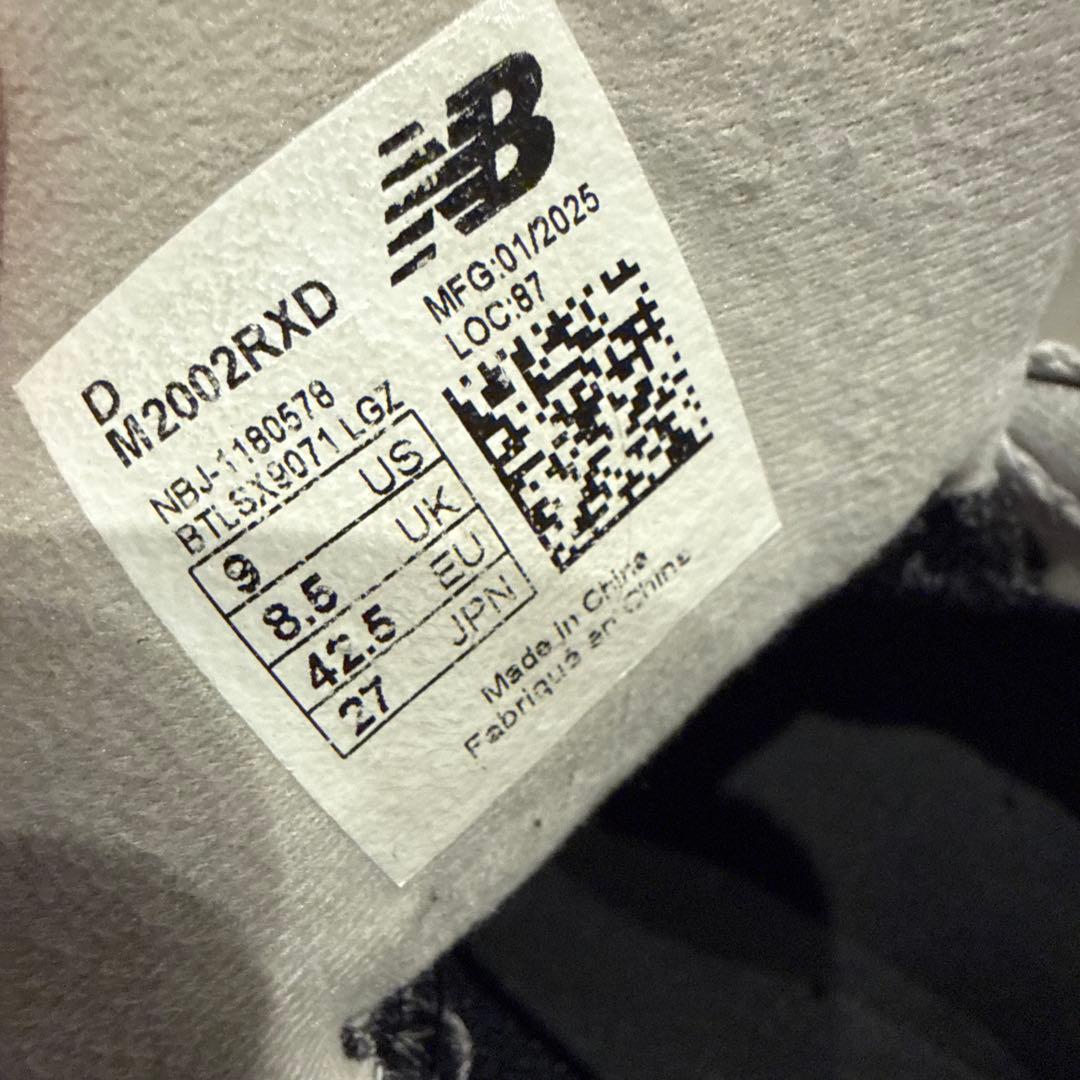 NB
MFG:01/2025
LOC:87
D
M2002RXD
NBJ-1180578
BTLSX9071 LGZ
9 US
8.5 UK
42.5 EU
27 JPN
Made in China
Fabriqué en Chine